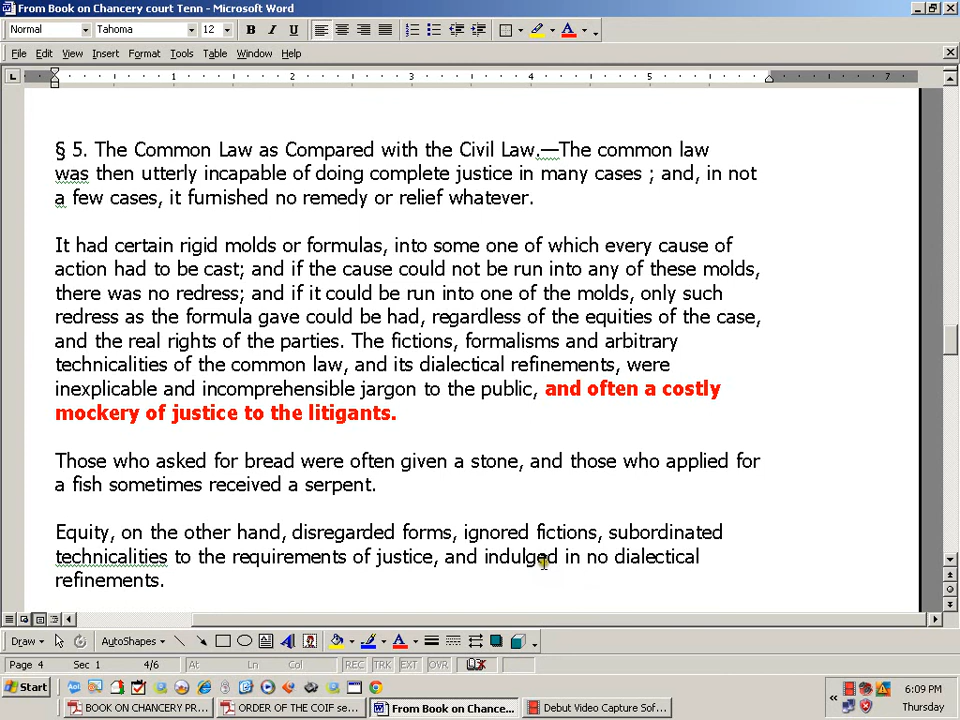 From Book on Chancery court Tenn - Microsoft Word
Normal Tahoma 12 B I U
File Edit View Insert Format Tools Table Window Help
1 2 3 4 5 7
§ 5. The Common Law as Compared with the Civil Law.—The common law
was then utterly incapable of doing complete justice in many cases ; and, in not
a few cases, it furnished no remedy or relief whatever.
It had certain rigid molds or formulas, into some one of which every cause of
action had to be cast; and if the cause could not be run into any of these molds,
there was no redress; and if it could be run into one of the molds, only such
redress as the formula gave could be had, regardless of the equities of the case,
and the real rights of the parties. The fictions, formalisms and arbitrary
technicalities of the common law, and its dialectical refinements, were
inexplicable and incomprehensible jargon to the public, and often a costly
mockery of justice to the litigants.
Those who asked for bread were often given a stone, and those who applied for
a fish sometimes received a serpent.
Equity, on the other hand, disregarded forms, ignored fictions, subordinated
technicalities to the requirements of justice, and indulged in no dialectical
refinements.
Draw AutoShapes
Page 4 Sec 1 4/6 At Ln Col REC TRK EXT OVR
Start 6:09 PM
Thursday
BOOK ON CHANCERY PR... ORDER OF THE COIF se... From Book on Chance... Debut Video Capture Sof...